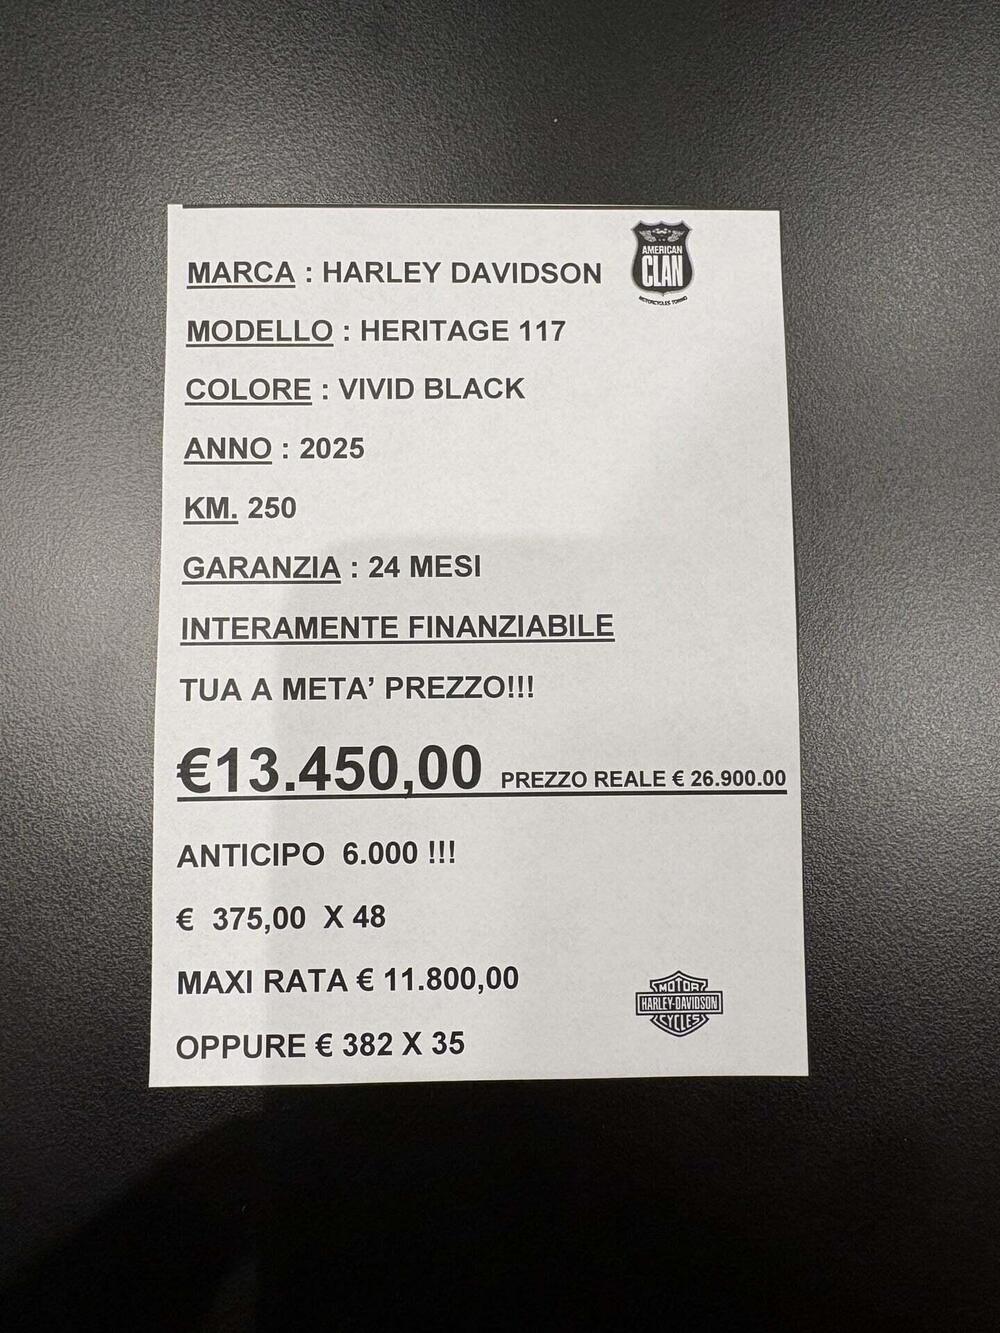 AMERICAN
CLAN
MOTORCYCLES TORINO
MARCA : HARLEY DAVIDSON
MODELLO : HERITAGE 117
COLORE : VIVID BLACK
ANNO : 2025
KM. 250
GARANZIA : 24 MESI
INTERAMENTE FINANZIABILE
TUA A META’ PREZZO!!!
€13.450,00 PREZZO REALE € 26.900.00
ANTICIPO 6.000 !!!
€ 375,00 X 48
MAXI RATA € 11.800,00
OPPURE € 382 X 35
MOTOR
HARLEY-DAVIDSON
CYCLES